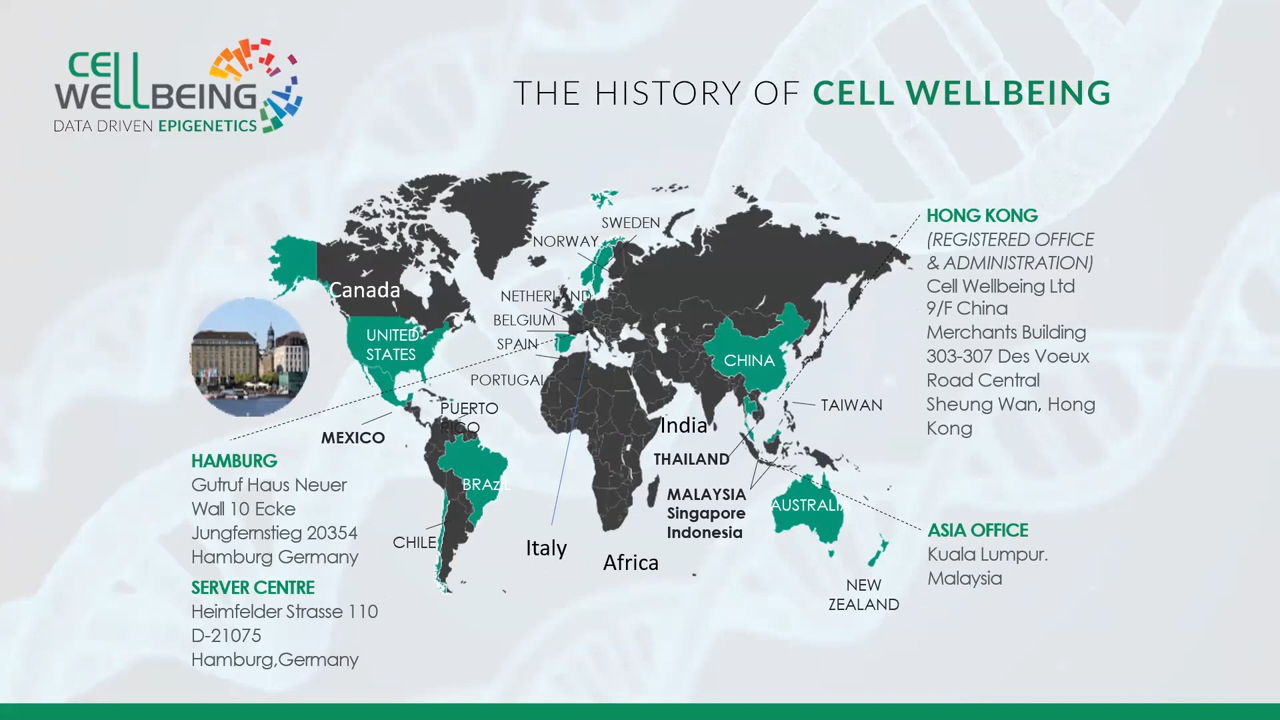 CELL
WELLBEING
DATA DRIVEN EPIGENETICS
THE HISTORY OF CELL WELLBEING
SWEDEN
NORWAY
Canada
NETHERLAND
BELGIUM
SPAIN
PORTUGAL
UNITED
STATES
CHINA
PUERTO
RICO
MEXICO
TAIWAN
India
THAILAND
BRAZIL
MALAYSIA
Singapore
Indonesia
AUSTRALIA
CHILE
Italy
Africa
NEW
ZEALAND
HAMBURG
Gutruf Haus Neuer
Wall 10 Ecke
Jungfernstieg 20354
Hamburg Germany
SERVER CENTRE
Heimfelder Strasse 110
D-21075
Hamburg,Germany
HONG KONG
(REGISTERED OFFICE
& ADMINISTRATION)
Cell Wellbeing Ltd
9/F China
Merchants Building
303-307 Des Voeux
Road Central
Sheung Wan, Hong
Kong
ASIA OFFICE
Kuala Lumpur.
Malaysia